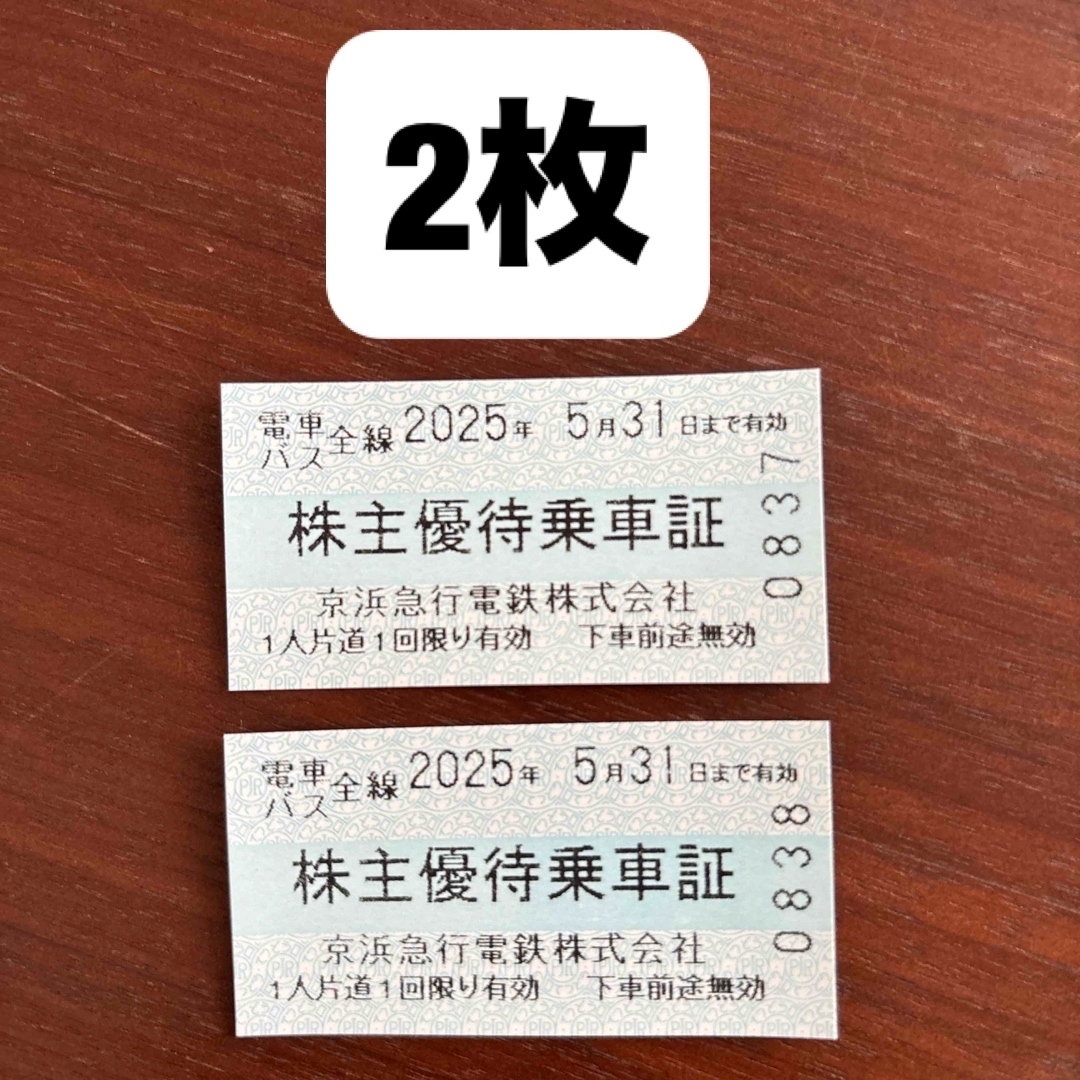 2枚
電車
バス 全線 2025年 5月31日まで有効
株主優待乗車証
京浜急行電鉄株式会社
1人片道1回限り有効 下車前途無効
0837
電車
バス 全線 2025年 5月31日まで有効
株主優待乗車証
京浜急行電鉄株式会社
1人片道1回限り有効 下車前途無効
0838